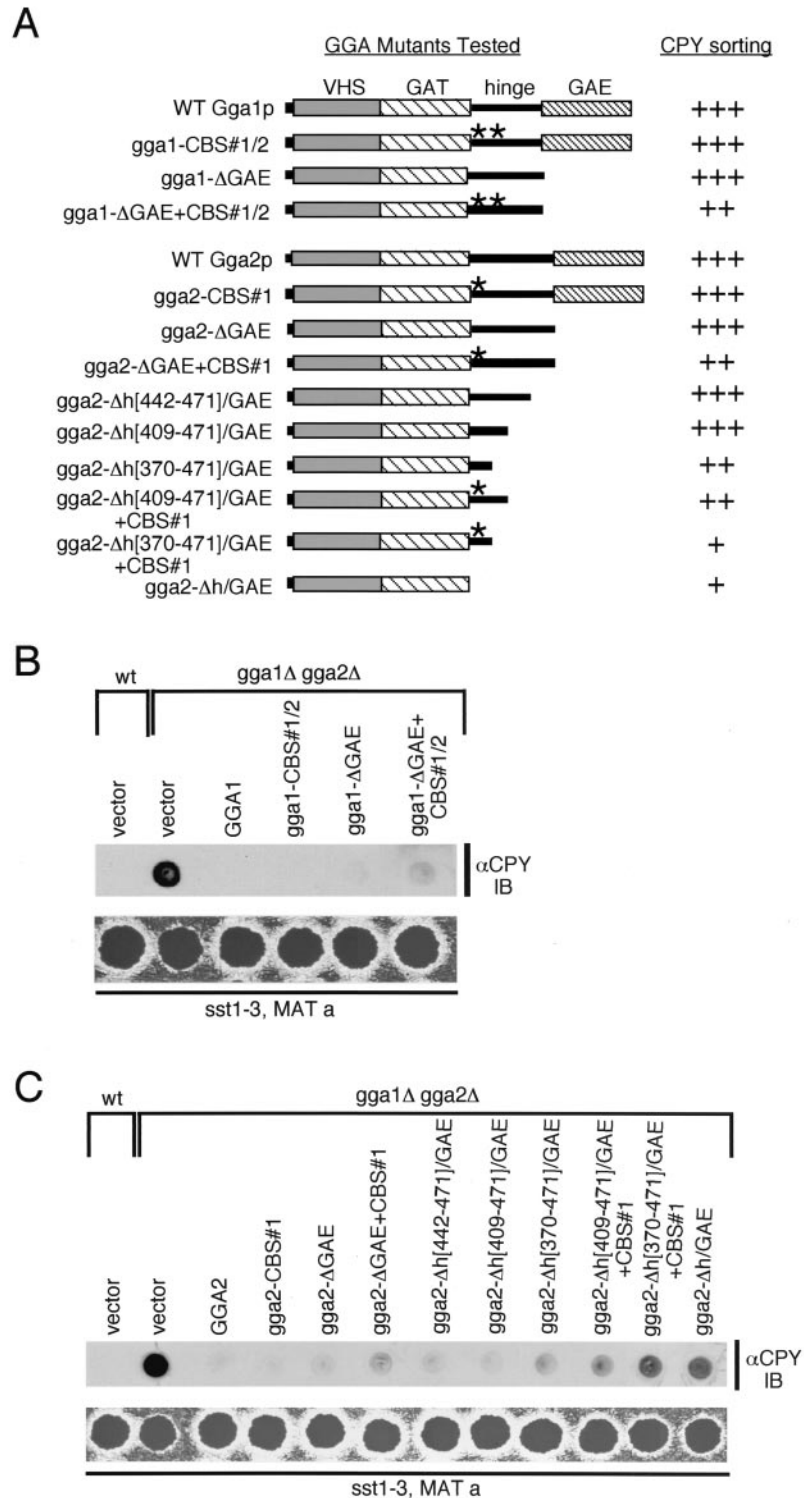 A
GGA Mutants Tested CPY sorting
VHS GAT hinge GAE
WT Gga1p +++
gga1-CBS#1/2 ** +++
gga1-ΔGAE +++
gga1-ΔGAE+CBS#1/2 ** ++
WT Gga2p +++
gga2-CBS#1 * +++
gga2-ΔGAE +++
gga2-ΔGAE+CBS#1 * ++
gga2-Δh[442-471]/GAE +++
gga2-Δh[409-471]/GAE +++
gga2-Δh[370-471]/GAE ++
gga2-Δh[409-471]/GAE * ++
+CBS#1
gga2-Δh[370-471]/GAE * +
+CBS#1
gga2-Δh/GAE +
B
wt gga1Δ gga2Δ
vector
vector
GGA1
gga1-CBS#1/2
gga1-ΔGAE
gga1-ΔGAE+
CBS#1/2
αCPY
IB
sst1-3, MAT a
C
wt gga1Δ gga2Δ
vector
vector
GGA2
gga2-CBS#1
gga2-ΔGAE
gga2-ΔGAE+CBS#1
gga2-Δh[442-471]/GAE
gga2-Δh[409-471]/GAE
gga2-Δh[370-471]/GAE
gga2-Δh[409-471]/GAE
+CBS#1
gga2-Δh[370-471]/GAE
+CBS#1
gga2-Δh/GAE
αCPY
IB
sst1-3, MAT a